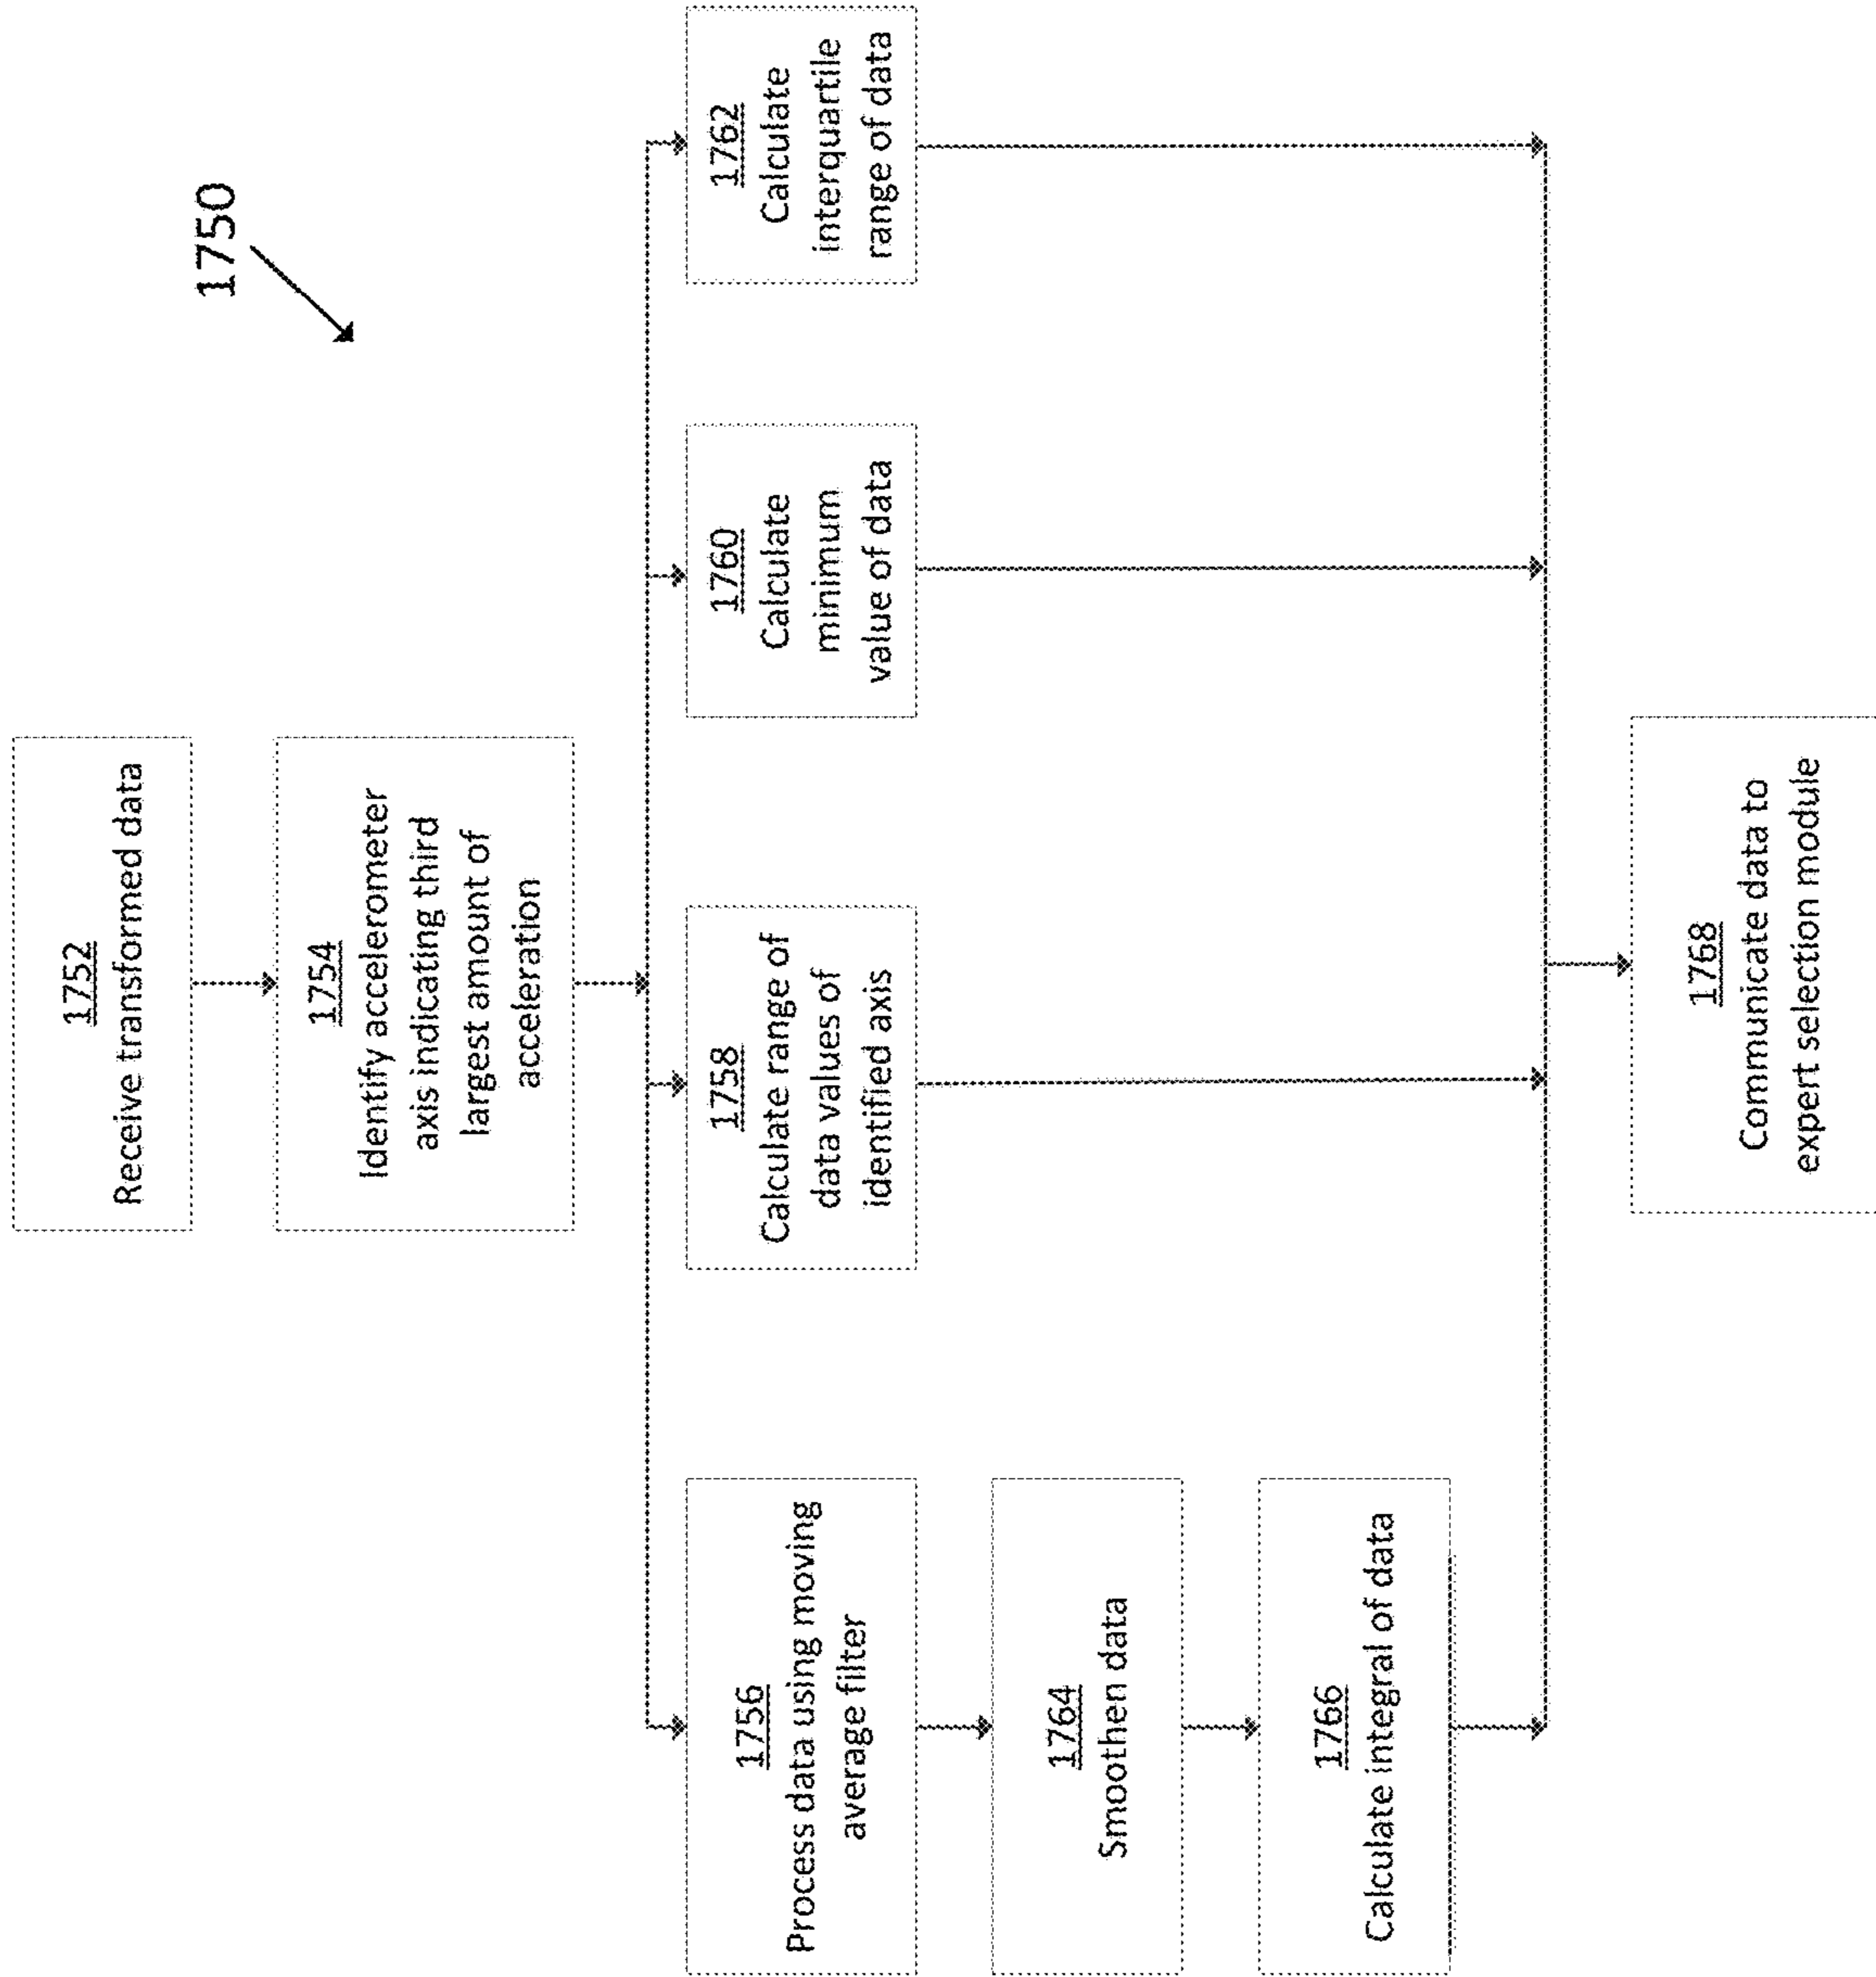 1750
1752
Receive transformed data
1754
Identify accelerometer
axis indicating third
largest amount of
acceleration
1756
Process data using moving
average filter
1758
Calculate range of
data values of
identified axis
1760
Calculate
minimum
value of data
1762
Calculate
interquartile
range of data
1764
Smoothen data
1766
Calculate integral of data
1768
Communicate data to
expert selection module